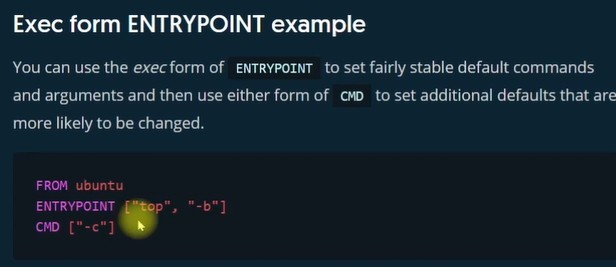 Exec form ENTRYPOINT example
You can use the exec form of ENTRYPOINT to set fairly stable default commands
and arguments and then use either form of CMD to set additional defaults that are
more likely to be changed.
FROM ubuntu
ENTRYPOINT ["top", "-b"]
CMD ["-c"]